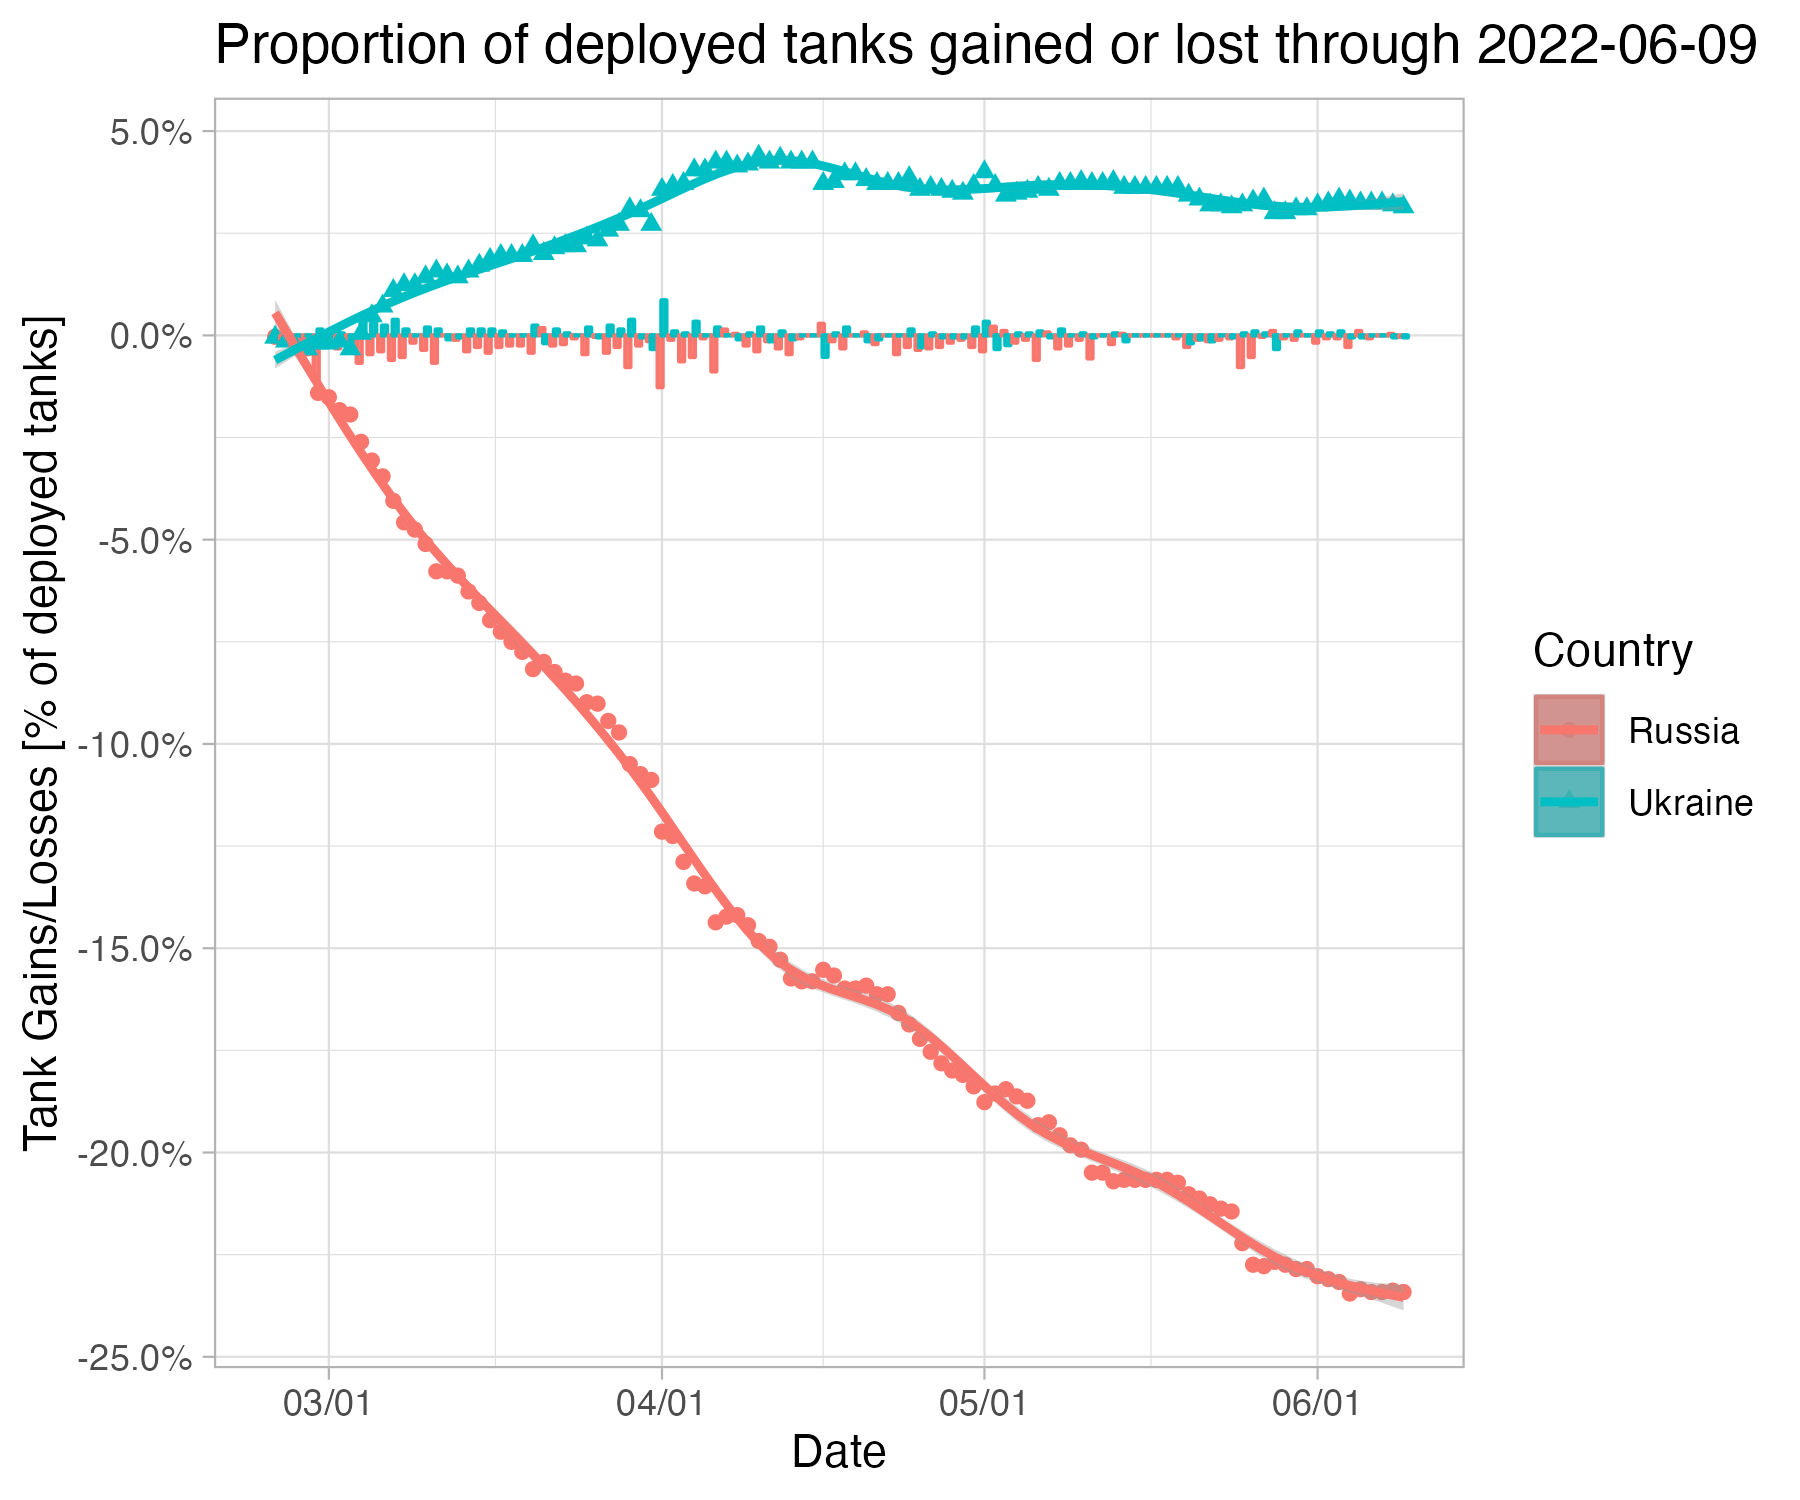 Proportion of deployed tanks gained or lost through 2022-06-09
Tank Gains/Losses [% of deployed tanks]
5.0%
0.0%
-5.0%
-10.0%
-15.0%
-20.0%
-25.0%
03/01
04/01
05/01
06/01
Date
Country
Russia
Ukraine